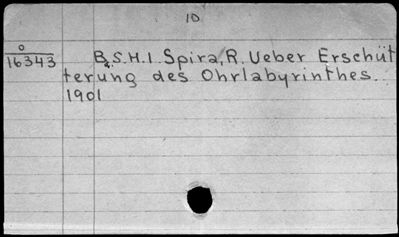 10
0
16343
B.S.H.I. Spira, R. Ueber Erschüt
terung des Ohrlabyrinthes.
1901